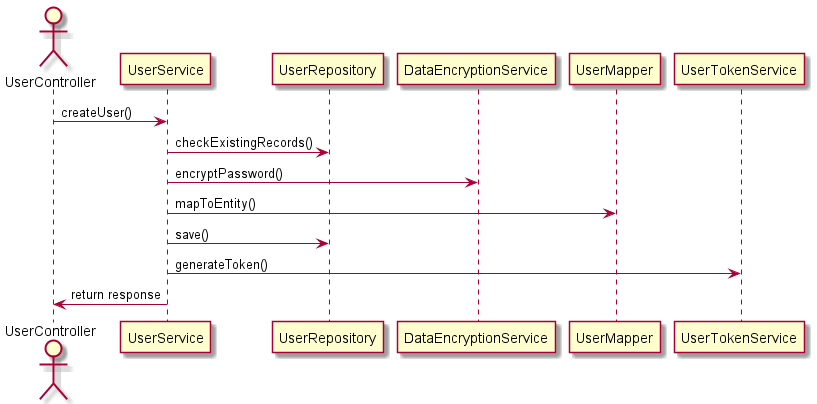 UserController
UserService
UserRepository
DataEncryptionService
UserMapper
UserTokenService
createUser()
checkExistingRecords()
encryptPassword()
mapToEntity()
save()
generateToken()
return response
UserController
UserService
UserRepository
DataEncryptionService
UserMapper
UserTokenService